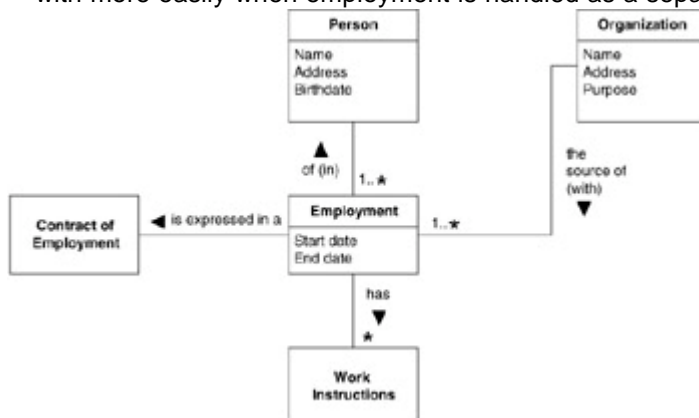 with more easily when employment is handled as a sepa
Person
Name
Address
Birthdate
Organization
Name
Address
Purpose
of (in)
1..*
the
source of
(with)
Contract of
Employment
is expressed in a
Employment
Start date
End date
1..*
has
*
Work
Instructions